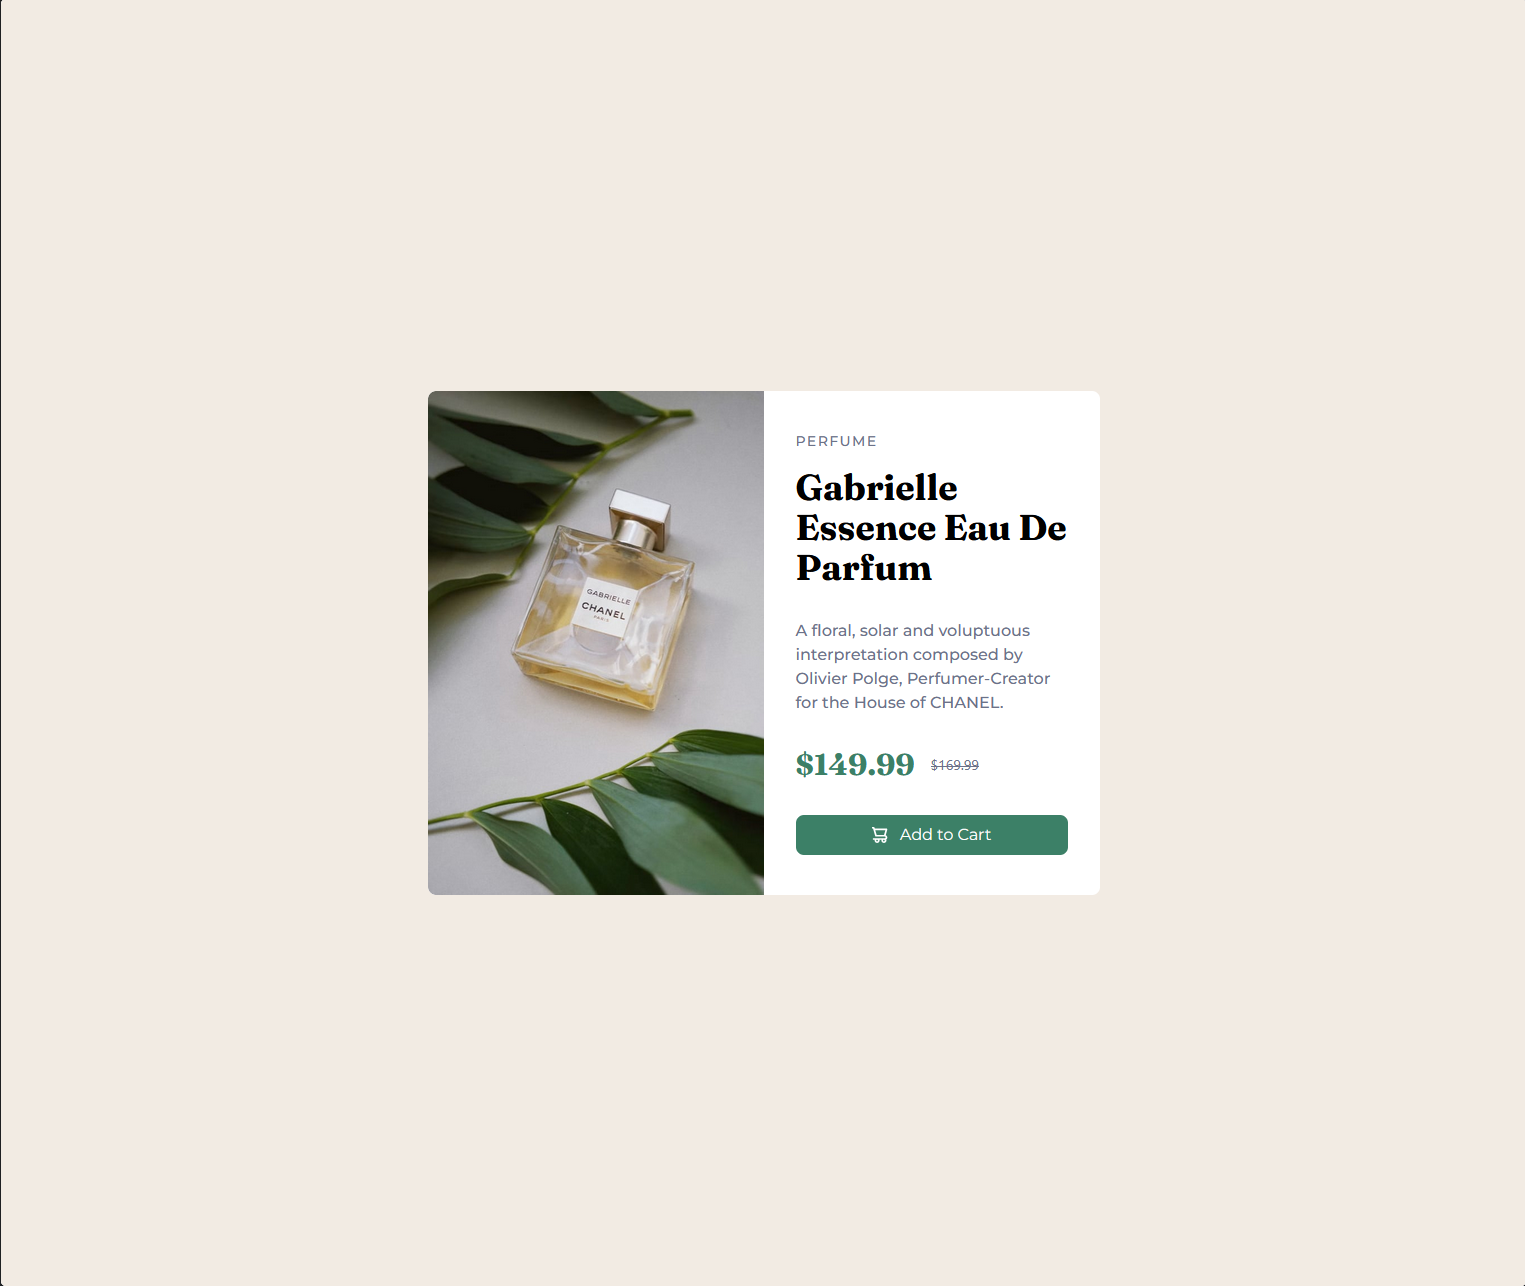 GABRIELLE
CHANEL
PARIS
PERFUME
Gabrielle
Essence Eau De
Parfum
A floral, solar and voluptuous
interpretation composed by
Olivier Polge, Perfumer-Creator
for the House of CHANEL.
$149.99 $169.99
Add to Cart